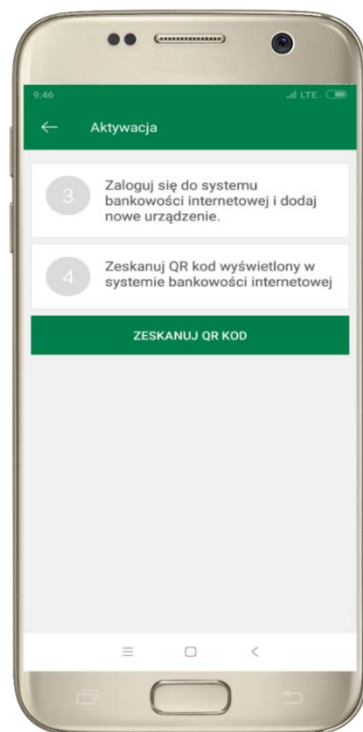 9:46 LTE
Aktywacja
3
Zaloguj się do systemu
bankowości internetowej i dodaj
nowe urządzenie.
4
Zeskanuj QR kod wyświetlony w
systemie bankowości internetowej
ZESKANUJ QR KOD